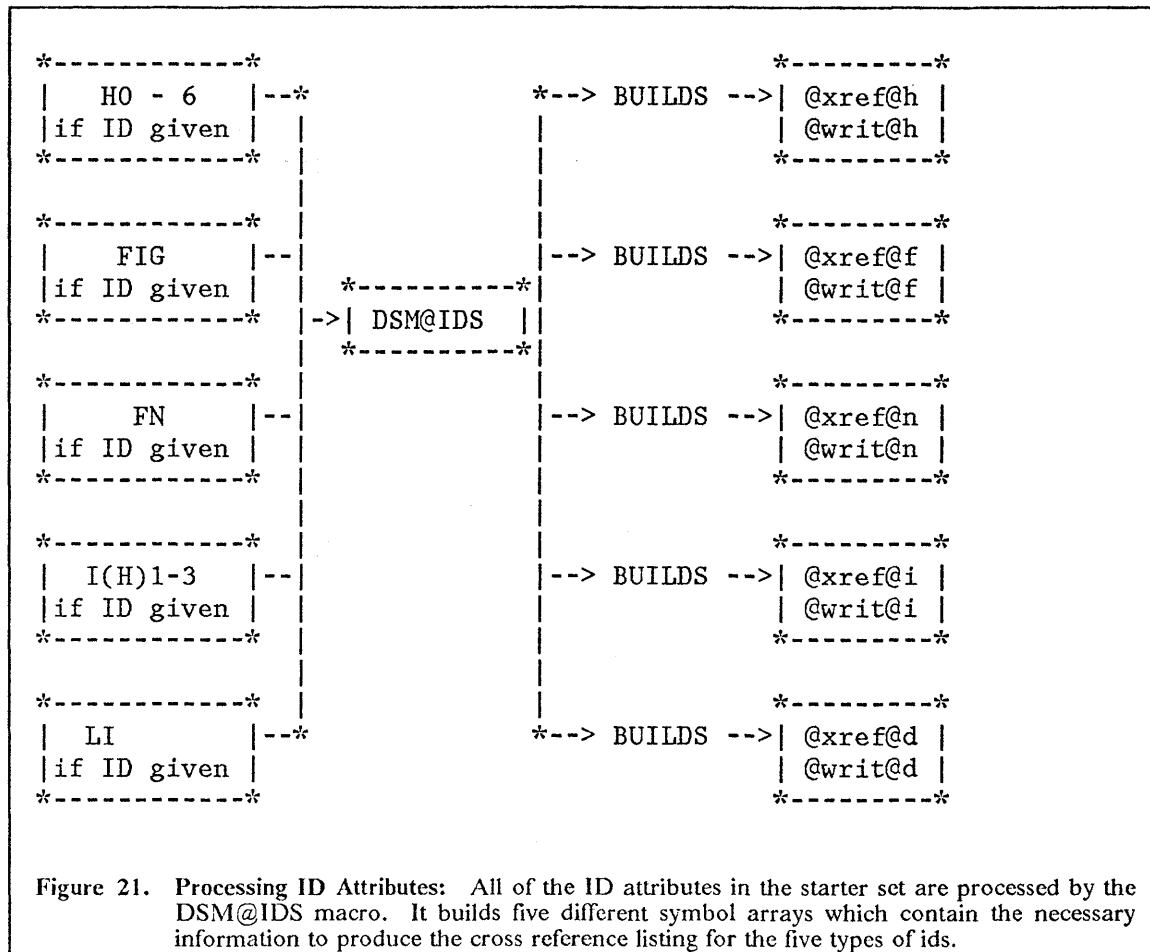 *------------*                          *---------*
|   H0 - 6   |--*              *--> BUILDS -->| @xref@h |
|if ID given |  |              |              | @writ@h |
*------------*  |              |              *---------*
*------------*  |              |              *---------*
|    FIG     |--|              |--> BUILDS -->| @xref@f |
|if ID given |  |  *----------*|              | @writ@f |
*------------*  |->| DSM@IDS  ||              *---------*
                |  *----------*|
*------------*  |              |              *---------*
|     FN     |--|              |--> BUILDS -->| @xref@n |
|if ID given |  |              |              | @writ@n |
*------------*  |              |              *---------*
*------------*  |              |              *---------*
|  I(H)1-3   |--|              |--> BUILDS -->| @xref@i |
|if ID given |  |              |              | @writ@i |
*------------*  |              |              *---------*
*------------*  |              |              *---------*
|  LI        |--*              *--> BUILDS -->| @xref@d |
|if ID given |                                | @writ@d |
*------------*                                *---------*
Figure 21. Processing ID Attributes: All of the ID attributes in the starter set are processed by the
DSM@IDS macro. It builds five different symbol arrays which contain the necessary
information to produce the cross reference listing for the five types of ids.